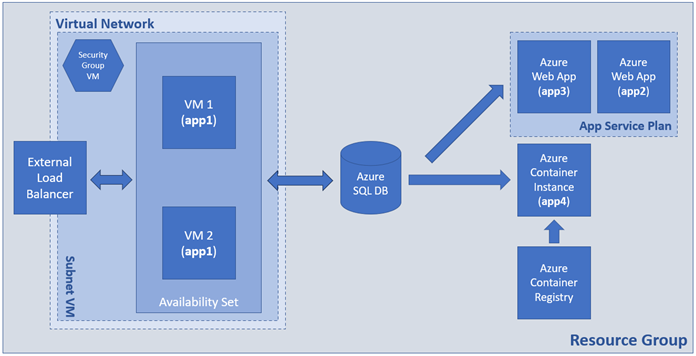 Virtual Network
Security
Group
VM
VM 1
(app1)
External
Load
Balancer
VM 2
(app1)
Availability Set
Subnet VM
Azure
SQL DB
Azure
Web App
(app3)
Azure
Web App
(app2)
App Service Plan
Azure
Container
Instance
(app4)
Azure
Container
Registry
Resource Group